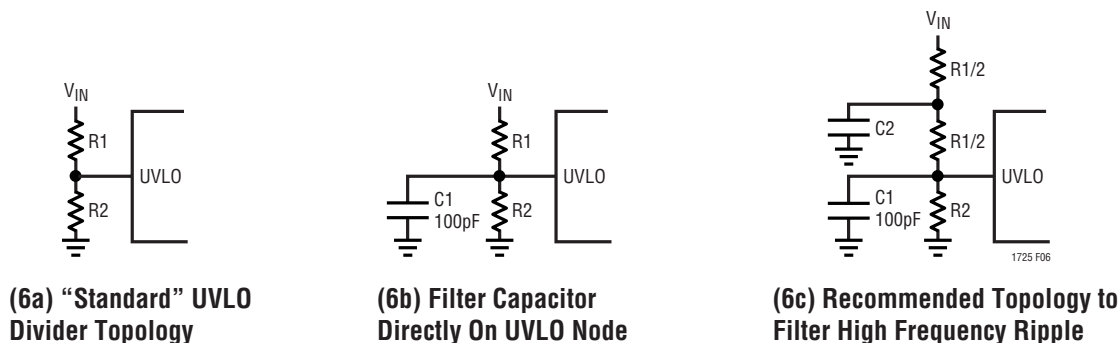 V_IN
R1
UVLO
R2
(6a) “Standard” UVLO
Divider Topology
V_IN
R1
UVLO
C1
100pF
R2
(6b) Filter Capacitor
Directly On UVLO Node
V_IN
R1/2
C2
R1/2
UVLO
C1
100pF
R2
1725 F06
(6c) Recommended Topology to
Filter High Frequency Ripple